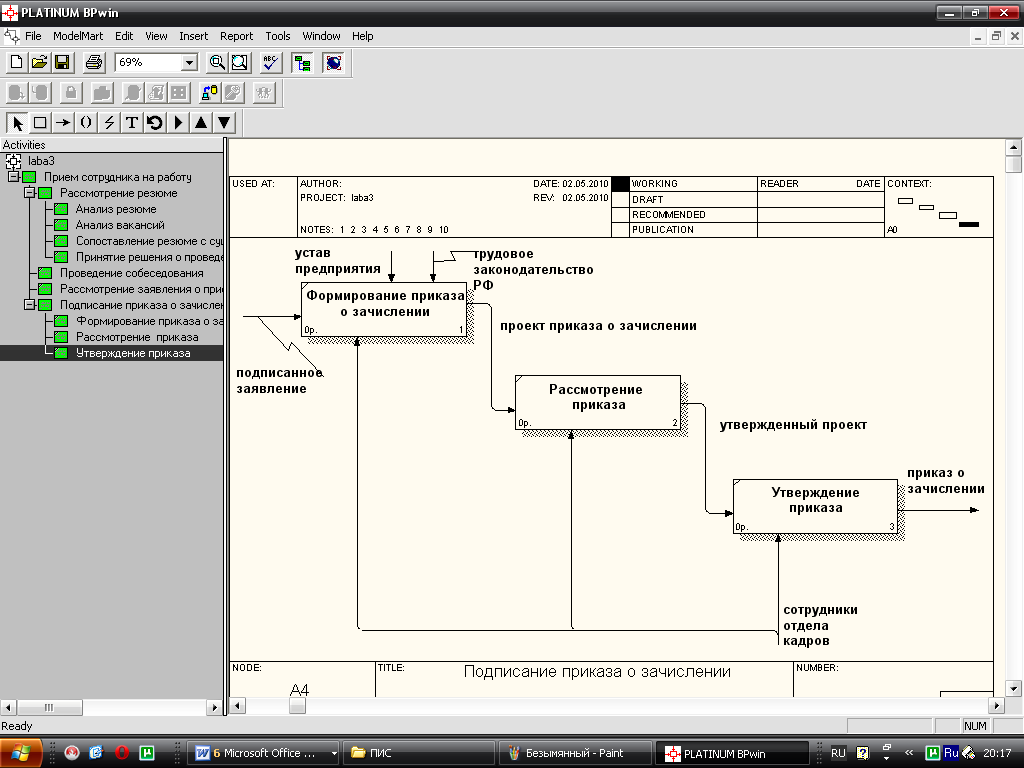 PLATINUM BPwin
File ModelMart Edit View Insert Report Tools Window Help
69%
ABC
T
Activities
laba3
Прием сотрудника на работу
Рассмотрение резюме
Анализ резюме
Анализ вакансий
Сопоставление резюме с су
Принятие решения о проведе
Проведение собеседования
Рассмотрение заявления о при
Подписание приказа о зачислен
Формирование приказа о за
Рассмотрение приказа
Утверждение приказа
USED AT:
AUTHOR:
DATE: 02.05.2010
PROJECT: laba3
REV: 02.05.2010
NOTES: 1 2 3 4 5 6 7 8 9 10
WORKING
DRAFT
RECOMMENDED
PUBLICATION
READER DATE
CONTEXT:
A0
устав
предприятия
трудовое
законодательство
РФ
Формирование приказа
о зачислении
0р. 1
проект приказа о зачислении
подписанное
заявление
Рассмотрение
приказа
0р. 2
утвержденный проект
Утверждение
приказа
0р. 3
приказ о
зачислении
сотрудники
отдела
кадров
NODE:
A4
TITLE:
Подписание приказа о зачислении
NUMBER:
Ready
NUM
6 Microsoft Office ...
ПИС
Безымянный - Paint
PLATINUM BPwin
RU
Ru
20:17